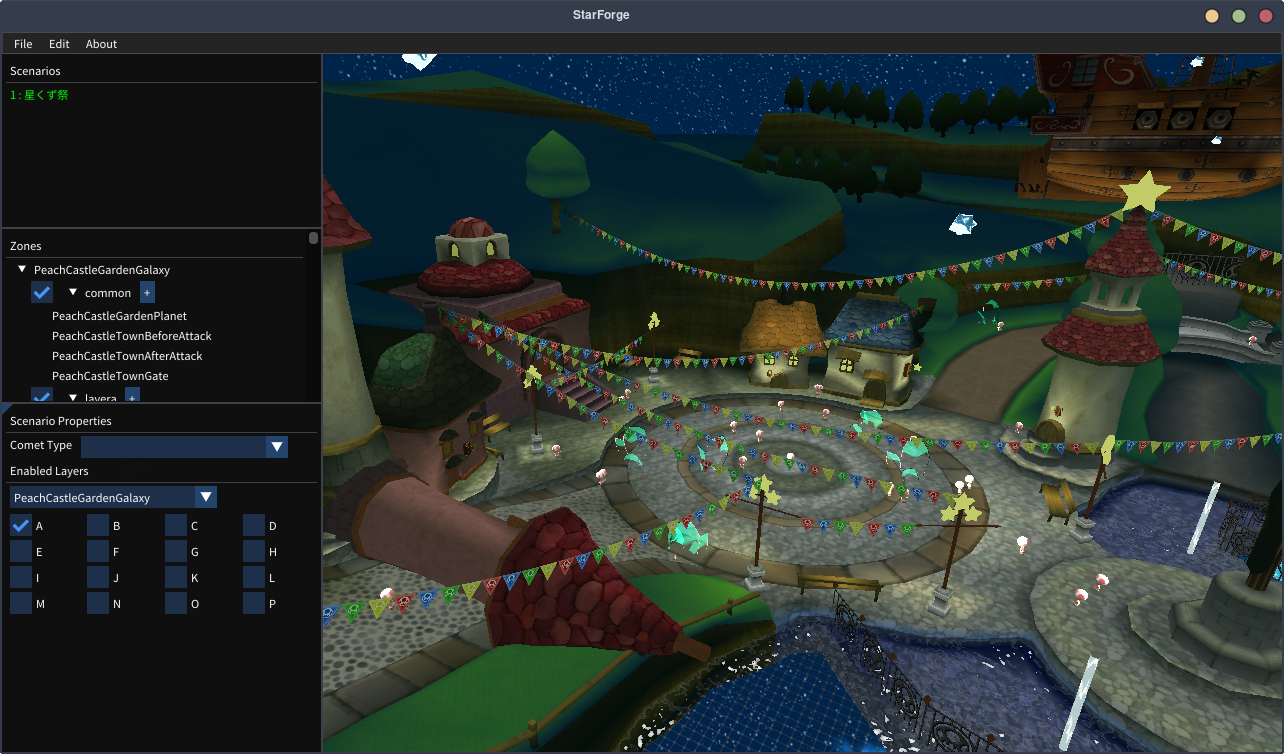 StarForge
File Edit About
Scenarios
1:星くず祭
Zones
PeachCastleGardenGalaxy
common +
PeachCastleGardenPlanet
PeachCastleTownBeforeAttack
PeachCastleTownAfterAttack
PeachCastleTownGate
layera +
Scenario Properties
Comet Type
Enabled Layers
PeachCastleGardenGalaxy
A B C D
E F G H
I J K L
M N O P